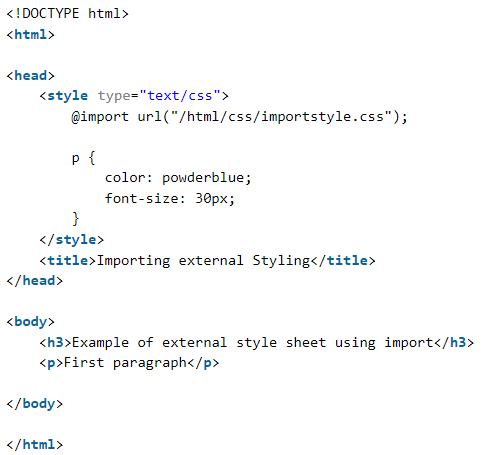 <!DOCTYPE html>
<html>
<head>
<style type="text/css">
@import url("/html/css/importstyle.css");
p {
color: powderblue;
font-size: 30px;
}
</style>
<title>Importing external Styling</title>
</head>
<body>
<h3>Example of external style sheet using import</h3>
<p>First paragraph</p>
</body>
</html>